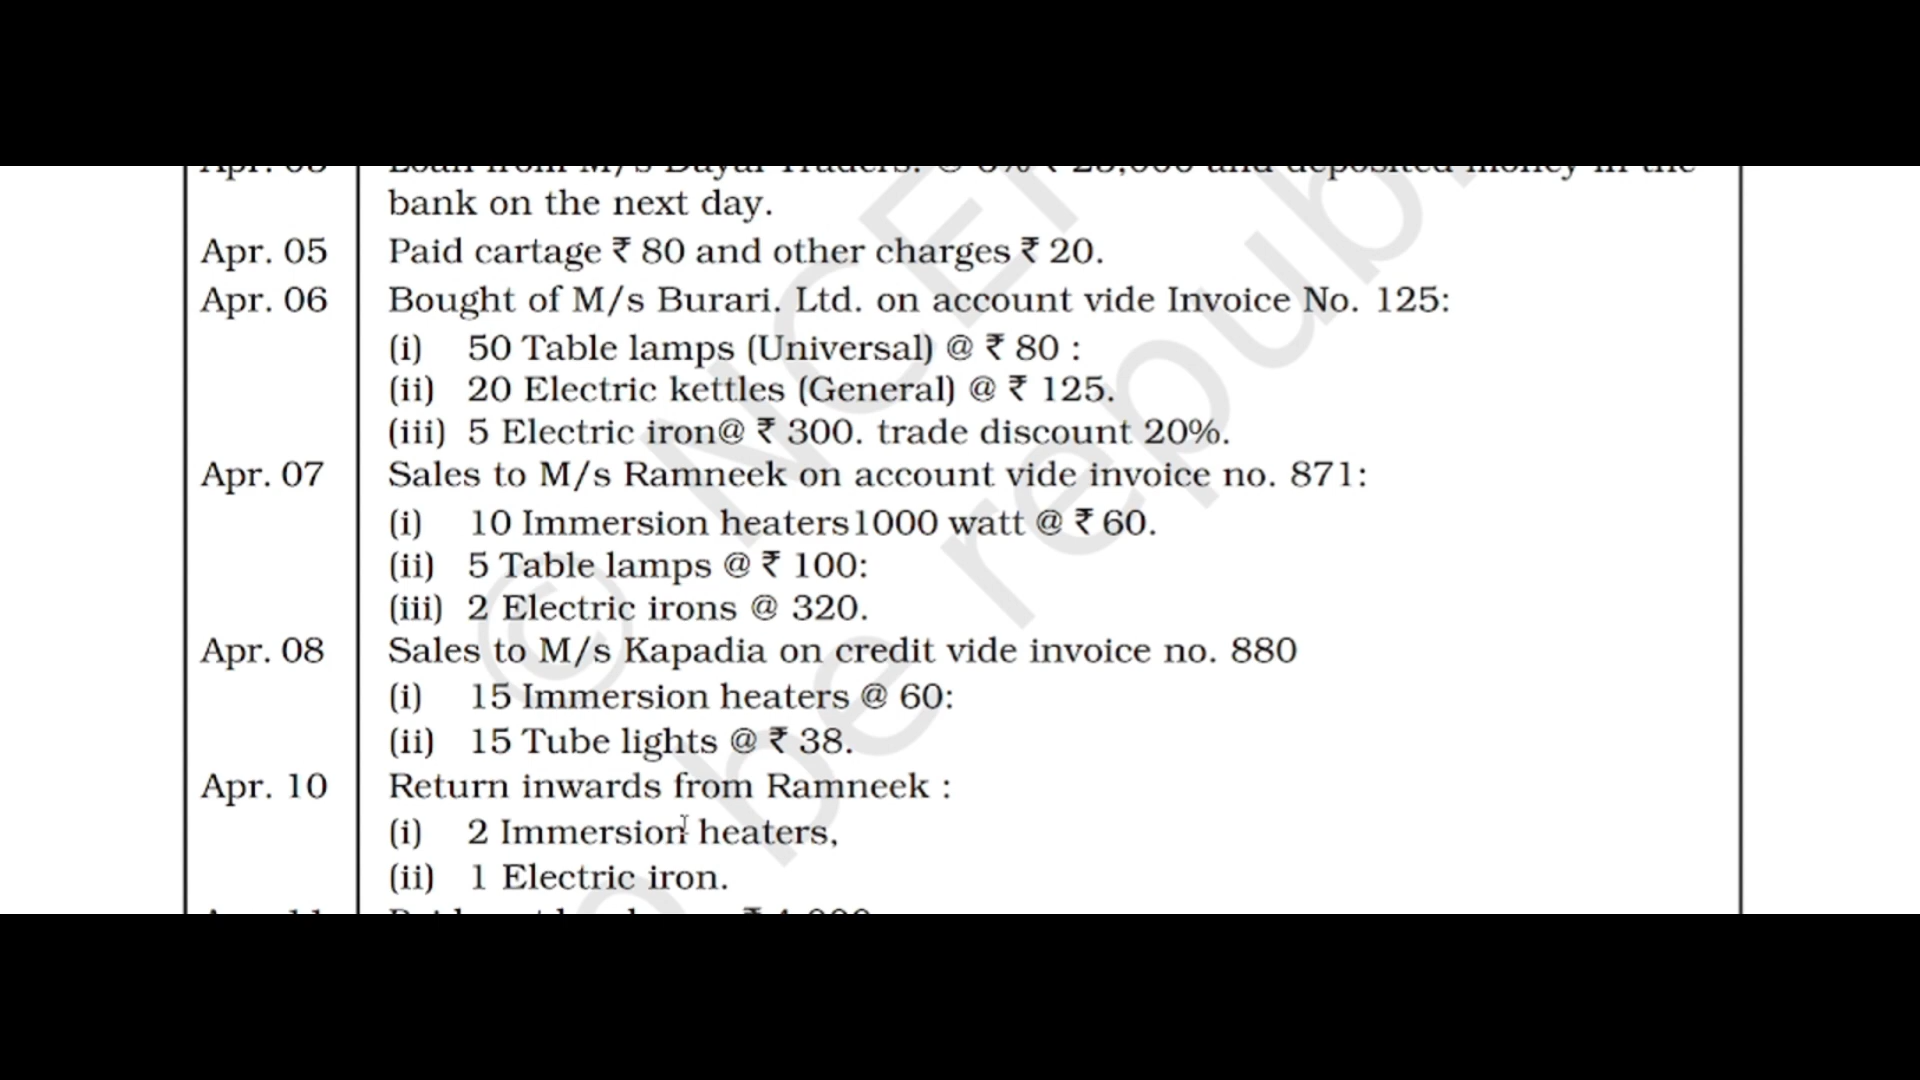 bank on the next day.
Apr. 05 Paid cartage ₹ 80 and other charges ₹ 20.
Apr. 06 Bought of M/s Burari. Ltd. on account vide Invoice No. 125:
(i) 50 Table lamps (Universal) @ ₹ 80 :
(ii) 20 Electric kettles (General) @ ₹ 125.
(iii) 5 Electric iron@ ₹ 300. trade discount 20%.
Apr. 07 Sales to M/s Ramneek on account vide invoice no. 871:
(i) 10 Immersion heaters1000 watt @ ₹ 60.
(ii) 5 Table lamps @ ₹ 100:
(iii) 2 Electric irons @ 320.
Apr. 08 Sales to M/s Kapadia on credit vide invoice no. 880
(i) 15 Immersion heaters @ 60:
(ii) 15 Tube lights @ ₹ 38.
Apr. 10 Return inwards from Ramneek :
(i) 2 Immersion heaters,
(ii) 1 Electric iron.